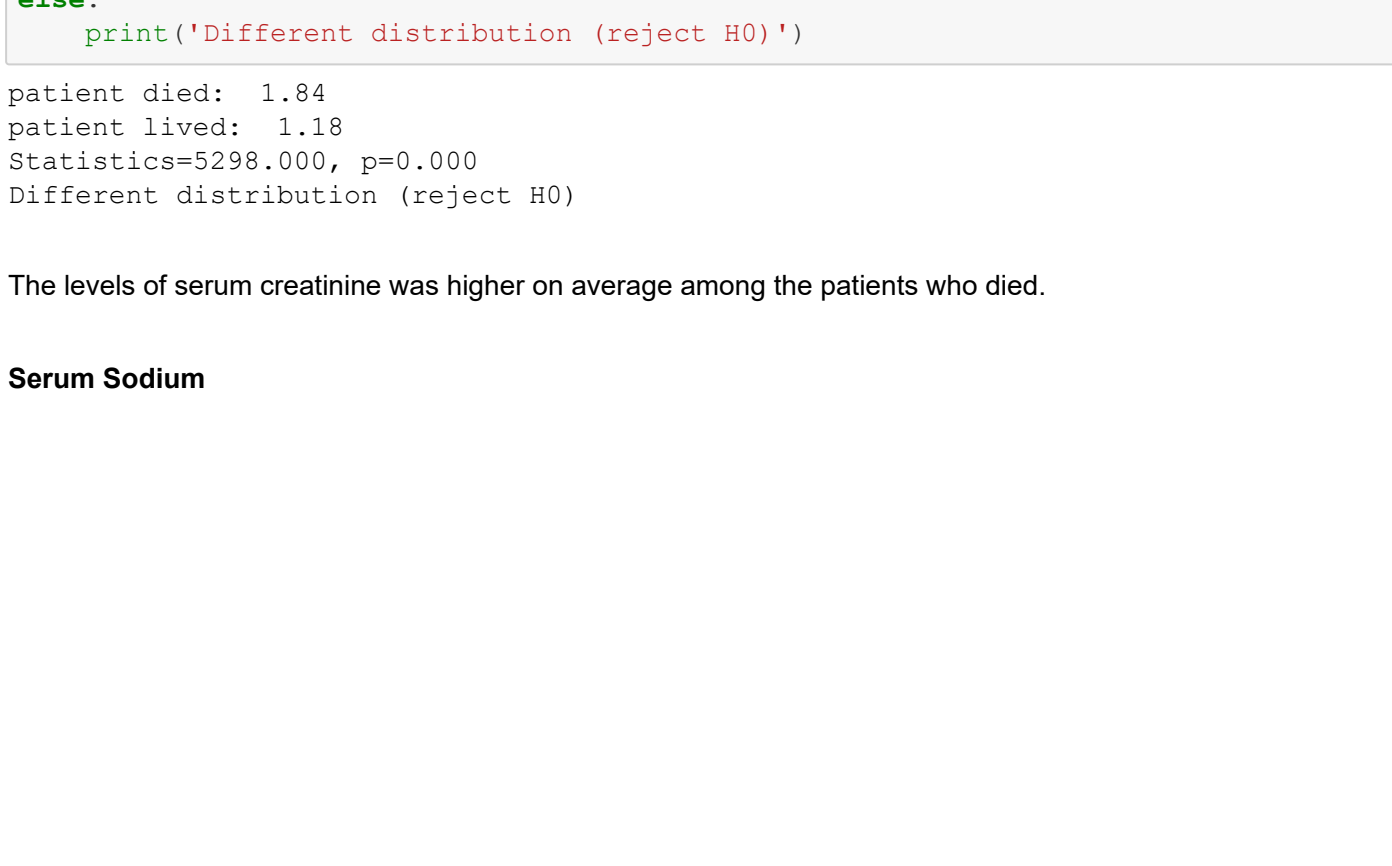 else:
    print('Different distribution (reject H0)')
patient died:  1.84
patient lived:  1.18
Statistics=5298.000, p=0.000
Different distribution (reject H0)
The levels of serum creatinine was higher on average among the patients who died.
Serum Sodium